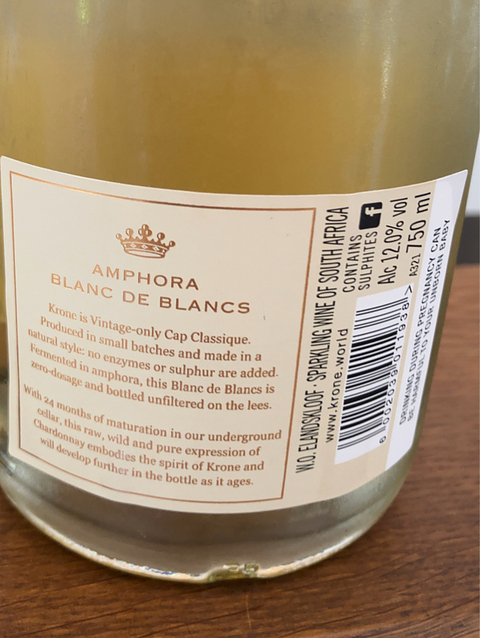 AMPHORA
BLANC DE BLANCS
Krone is Vintage-only Cap Classique.
Produced in small batches and made in a
natural style: no enzymes or sulphur are added.
Fermented in amphora, this Blanc de Blancs is
zero-dosage and bottled unfiltered on the lees.
With 24 months of maturation in our underground
cellar, this raw, wild and pure expression of
Chardonnay embodies the spirit of Krone and
will develop further in the bottle as it ages.
W.O. ELANDSKLOOF · SPARKLING WINE OF SOUTH AFRICA
www.krone.world
CONTAINS
SULPHITES
f
Alc 12.0% vol
A321 750 ml
6 002039 011938 >
DRINKING DURING PREGNANCY CAN
BE HARMFUL TO YOUR UNBORN BABY